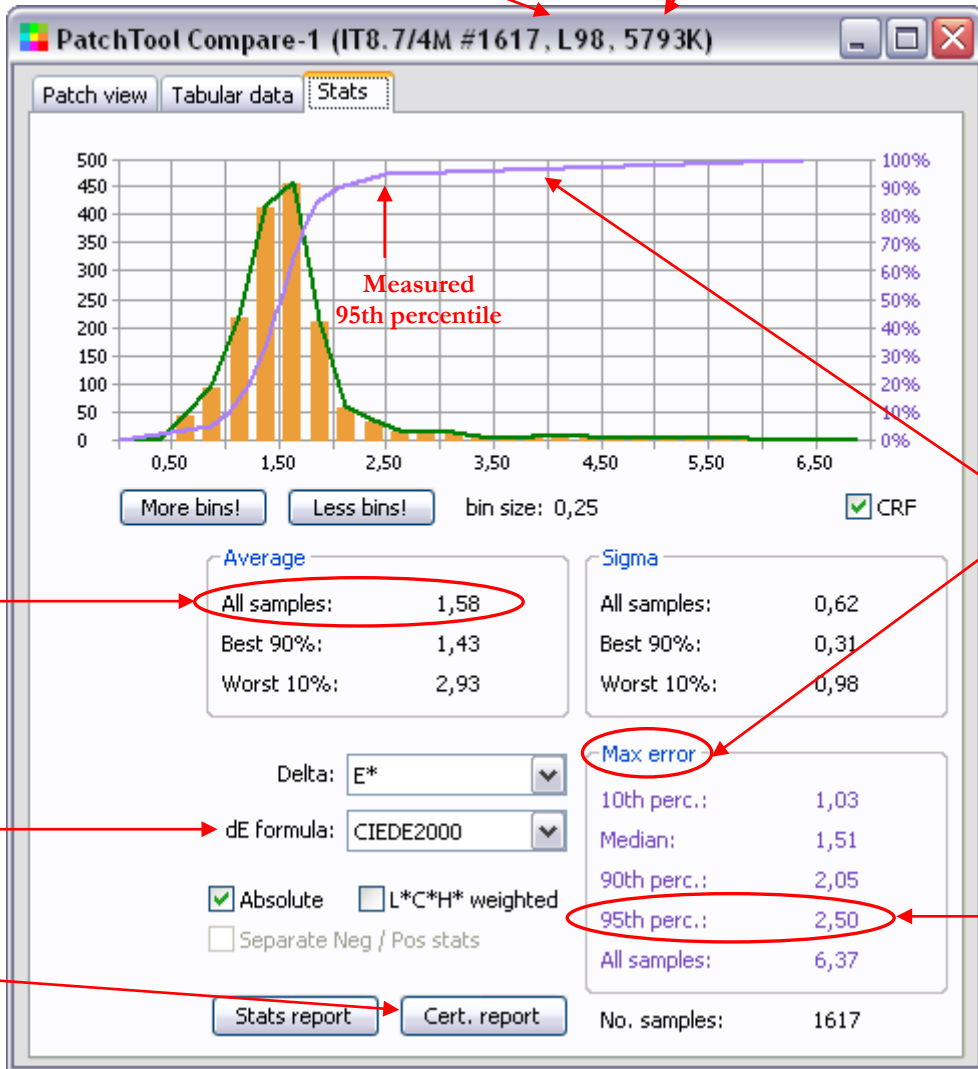 PatchTool Compare-1 (IT8.7/4M #1617, L98, 5793K)
Patch view Tabular data Stats
500 100%
450 90%
400 80%
350 70%
300 60%
250 50%
200 40%
150 30%
100 20%
50 10%
0 0%
Measured
95th percentile
0,50 1,50 2,50 3,50 4,50 5,50 6,50
More bins! Less bins! bin size: 0,25 CRF
Average
All samples: 1,58
Best 90%: 1,43
Worst 10%: 2,93
Sigma
All samples: 0,62
Best 90%: 0,31
Worst 10%: 0,98
Delta: E*
dE formula: CIEDE2000
Absolute L*C*H* weighted
Separate Neg / Pos stats
Max error
10th perc.: 1,03
Median: 1,51
90th perc.: 2,05
95th perc.: 2,50
All samples: 6,37
Stats report Cert. report No. samples: 1617